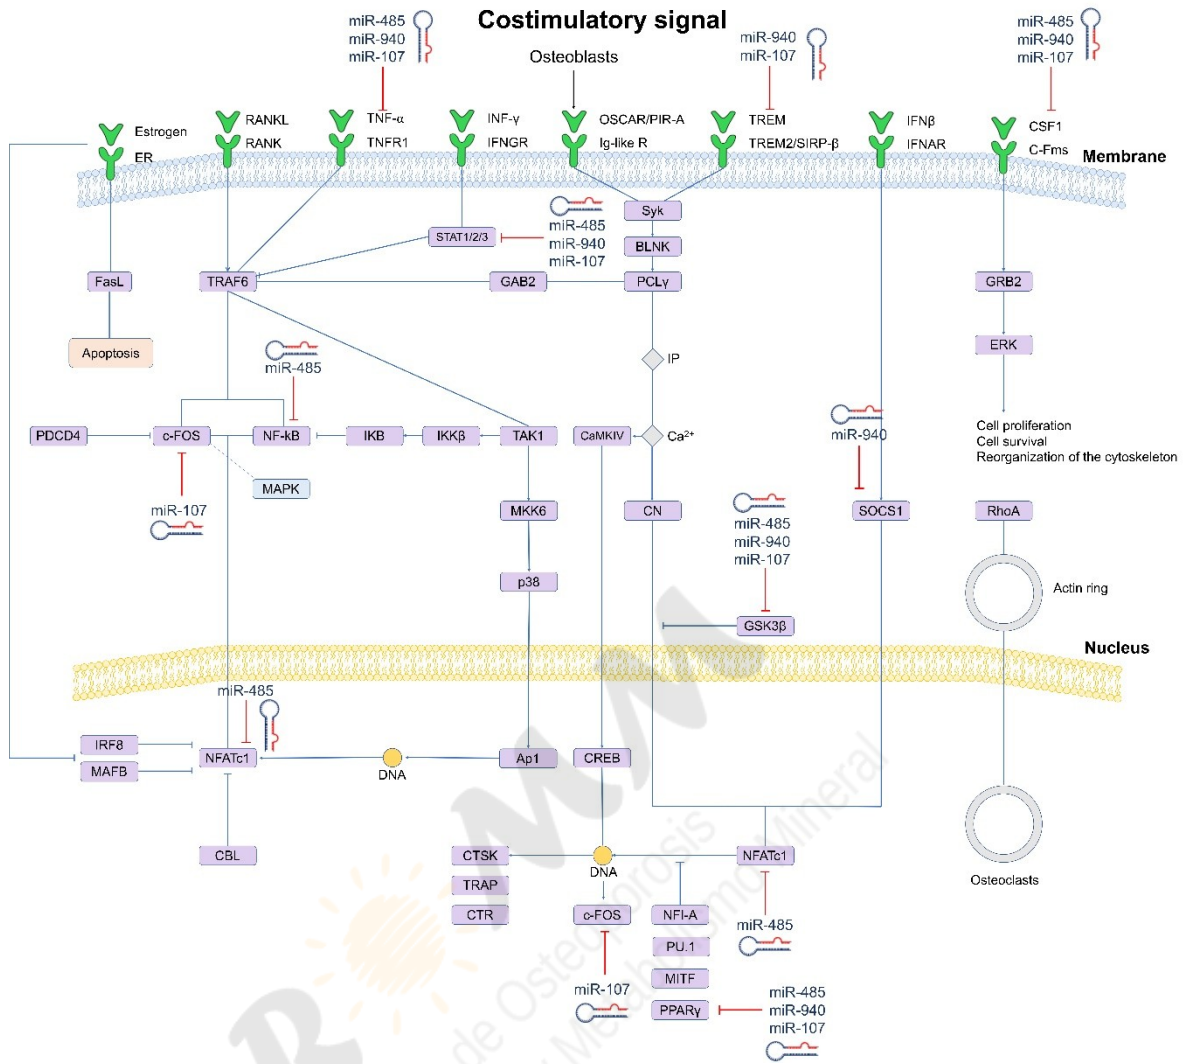 Costimulatory signal
miR-485
miR-940
miR-107
Osteoblasts
miR-940
miR-107
miR-485
miR-940
miR-107
Estrogen
ER
RANKL
RANK
TNF-α
TNFR1
INF-γ
IFNGR
OSCAR/PIR-A
Ig-like R
TREM
TREM2/SIRP-β
IFNβ
IFNAR
CSF1
C-Fms
Membrane
Syk
STAT1/2/3
miR-485
miR-940
miR-107
BLNK
FasL
TRAF6
GAB2
PCLγ
GRB2
Apoptosis
miR-485
IP
ERK
PDCD4
c-FOS
NF-kB
IKB
IKKβ
TAK1
CaMKIV
Ca2+
miR-940
Cell proliferation
Cell survival
Reorganization of the cytoskeleton
MAPK
miR-107
MKK6
CN
miR-485
miR-940
miR-107
SOCS1
RhoA
p38
Actin ring
GSK3β
Nucleus
miR-485
IRF8
MAFB
NFATc1
DNA
Ap1
CREB
CBL
CTSK
TRAP
CTR
DNA
NFATc1
Osteoclasts
c-FOS
NFI-A
PU.1
MITF
PPARγ
miR-485
miR-107
miR-485
miR-940
miR-107
de Osteoporosis
y Metabolismo Mineral